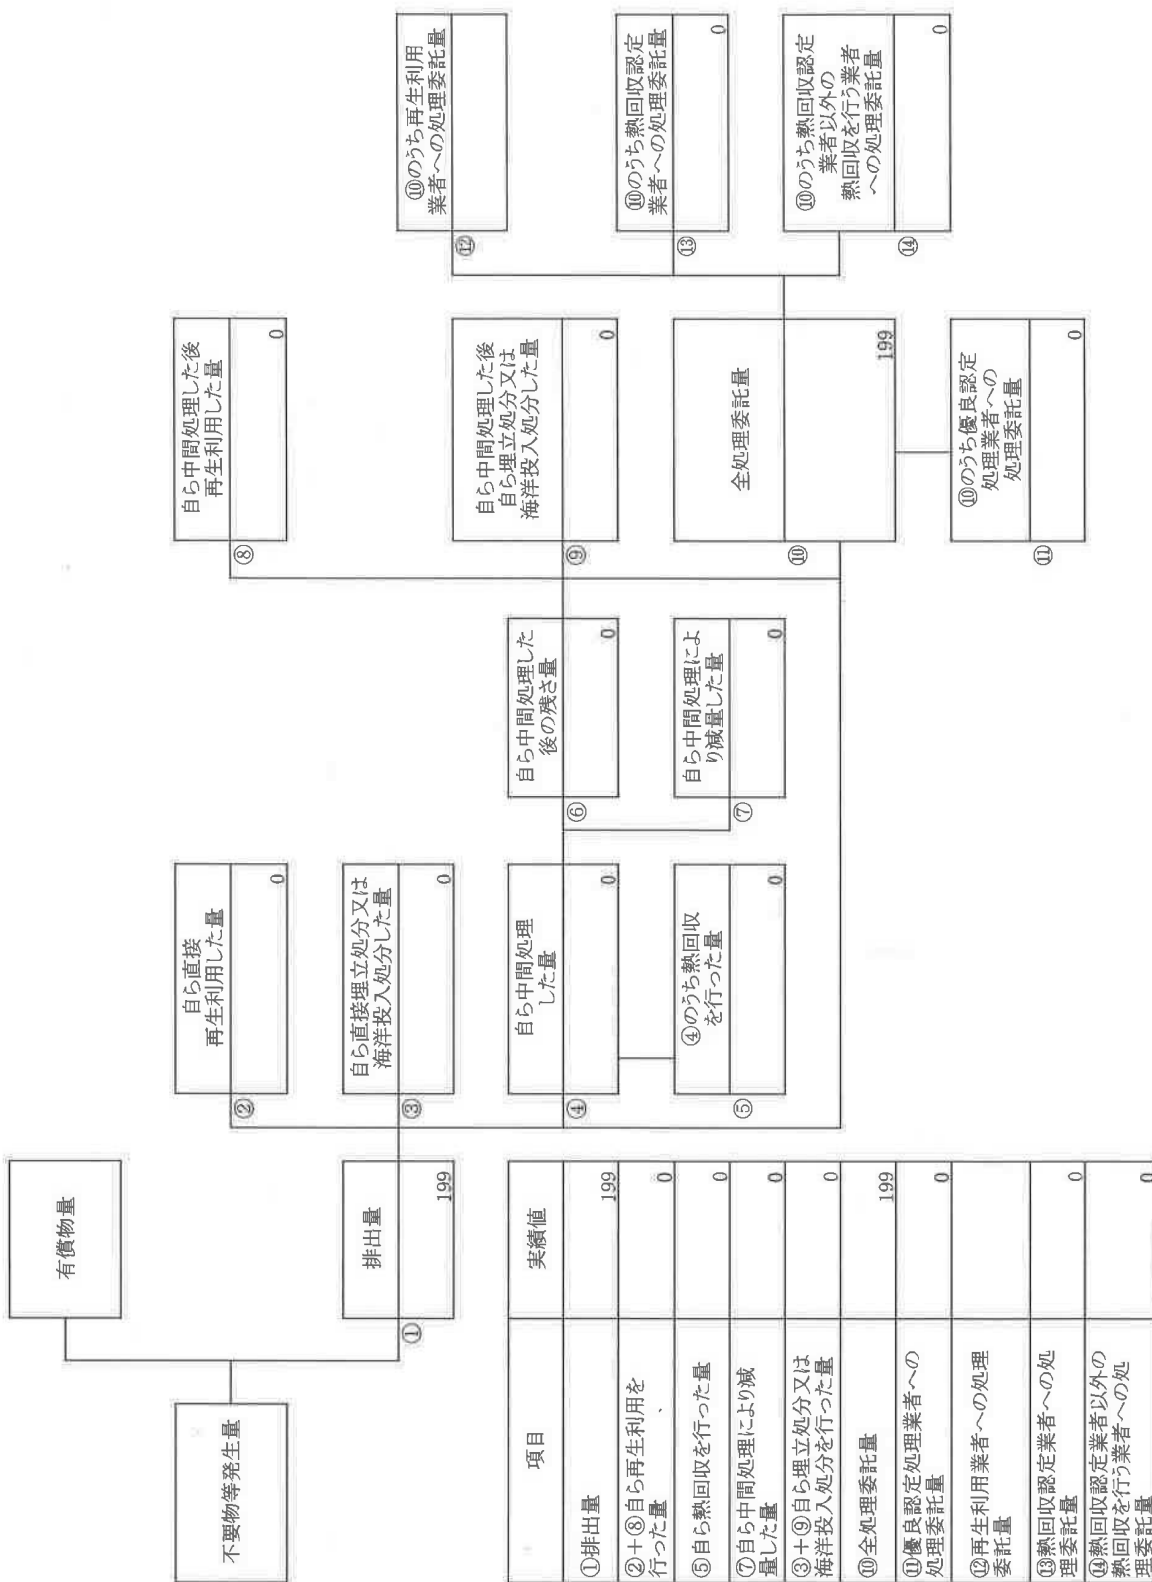 不要物等発生量
有償物量
①
排出量
199
②
自ら直接
再生利用した量
0
③
自ら直接埋立処分又は
海洋投入処分した量
0
④
自ら中間処理
した量
0
⑤
④のうち熱回収
を行った量
0
⑥
自ら中間処理した
後の残さ量
0
⑦
自ら中間処理によ
り減量した量
0
⑧
自ら中間処理した後
再生利用した量
0
⑨
自ら中間処理した後
自ら埋立処分又は
海洋投入処分した量
0
⑩
全処理委託量
199
⑪
⑩のうち優良認定
処理業者への
処理委託量
0
⑫
⑩のうち再生利用
業者への処理委託量
⑬
⑩のうち熱回収認定
業者への処理委託量
0
⑭
⑩のうち熱回収認定
業者以外の
熱回収を行う業者
への処理委託量
0
項目 実績値
①排出量 199
②+⑧自ら再生利用を
行った量 0
⑤自ら熱回収を行った量 0
⑦自ら中間処理により減
量した量 0
③+⑨自ら埋立処分又は
海洋投入処分を行った量 0
⑩全処理委託量 199
⑪優良認定処理業者への
処理委託量 0
⑫再生利用業者への処理
委託量
⑬熱回収認定業者への処
理委託量 0
⑭熱回収認定業者以外の
熱回収を行う業者への処
理委託量 0